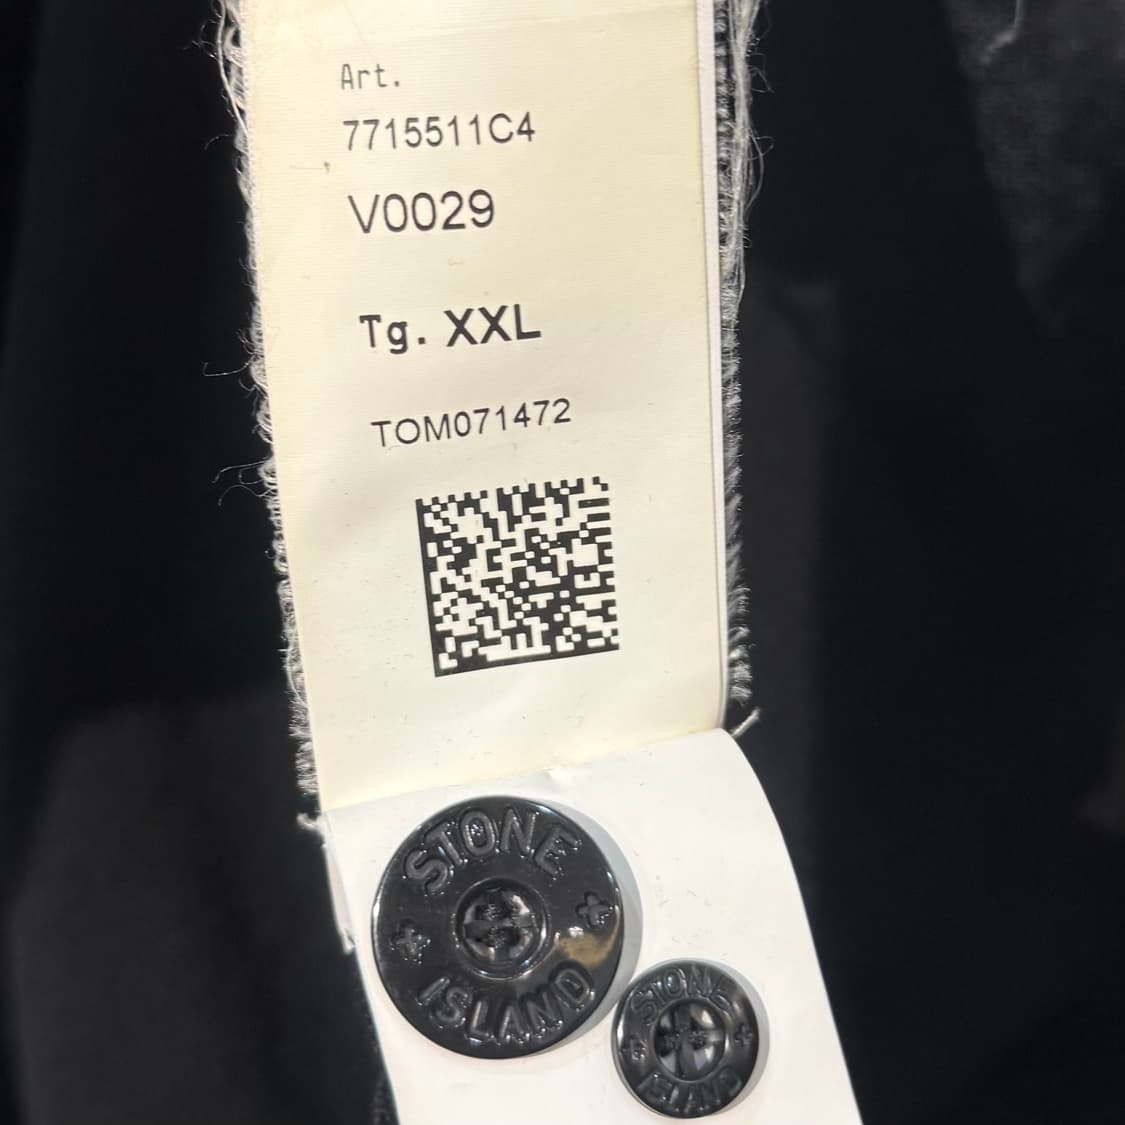 Art.
7715511C4
V0029
Tg. XXL
TOM071472
STONE
ISLAND
STONE
ISLAND